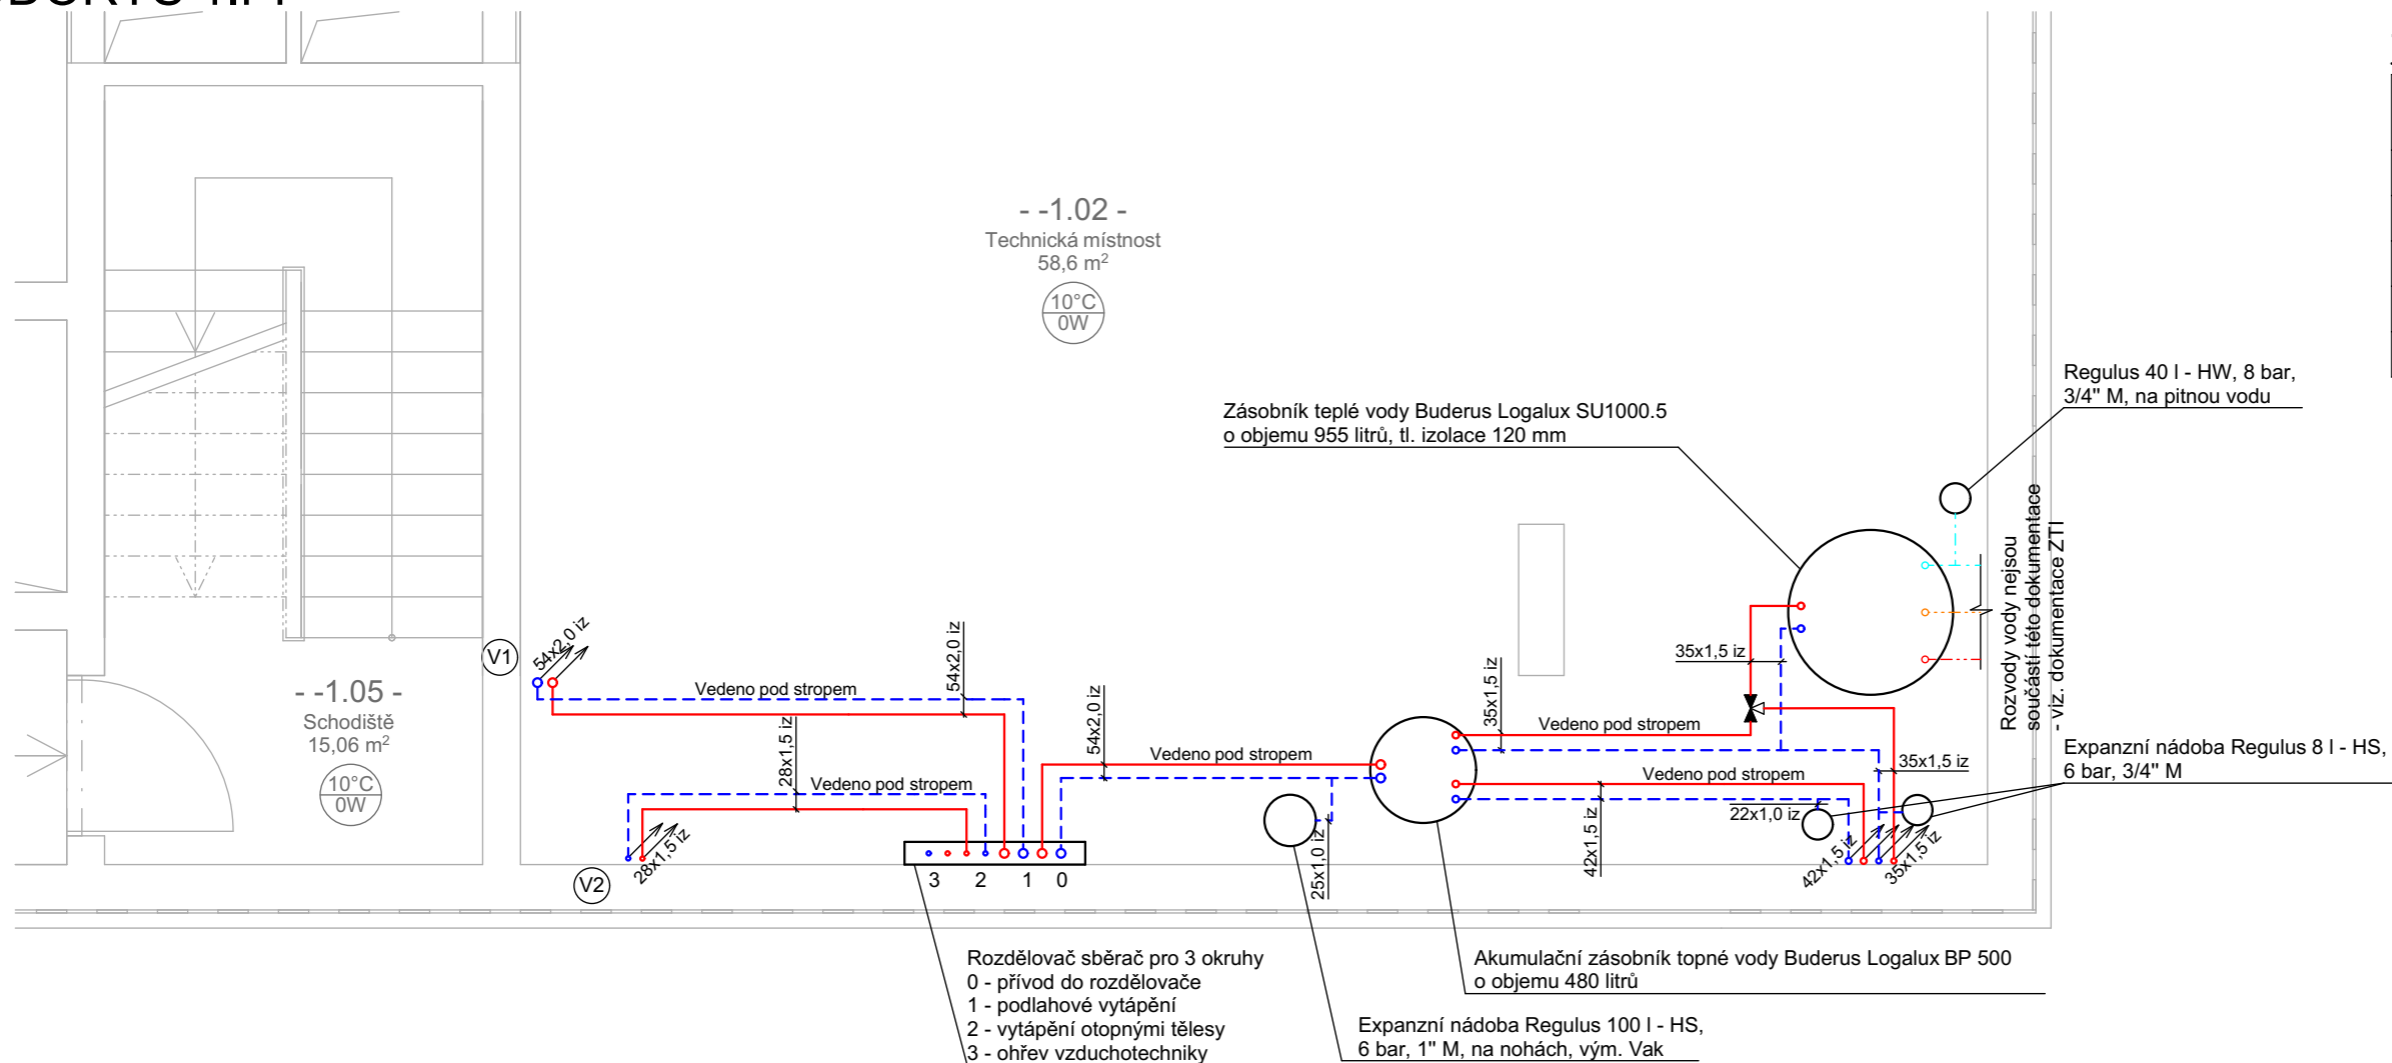 - -1.02 -
Technická místnost
58,6 m²
10°C
0W
Regulus 40 l - HW, 8 bar,
3/4" M, na pitnou vodu
Zásobník teplé vody Buderus Logalux SU1000.5
o objemu 955 litrů, tl. izolace 120 mm
Rozvody vody nejsou
součástí této dokumentace
- viz. dokumentace ZTI
V1
54x2,0 iz
54x2,0 iz
Vedeno pod stropem
- -1.05 -
Schodiště
15,06 m²
10°C
0W
28x1,5 iz
Vedeno pod stropem
28x1,5 iz
V2
54x2,0 iz
Vedeno pod stropem
35x1,5 iz
35x1,5 iz
Vedeno pod stropem
Vedeno pod stropem
35x1,5 iz
22x1,0 iz
42x1,5 iz
42x1,5 iz
35x1,5 iz
25x1,0 iz
Expanzní nádoba Regulus 8 l - HS,
6 bar, 3/4" M
3 2 1 0
Rozdělovač sběrač pro 3 okruhy
0 - přívod do rozdělovače
1 - podlahové vytápění
2 - vytápění otopnými tělesy
3 - ohřev vzduchotechniky
Akumulační zásobník topné vody Buderus Logalux BP 500
o objemu 480 litrů
Expanzní nádoba Regulus 100 l - HS,
6 bar, 1" M, na nohách, vým. Vak